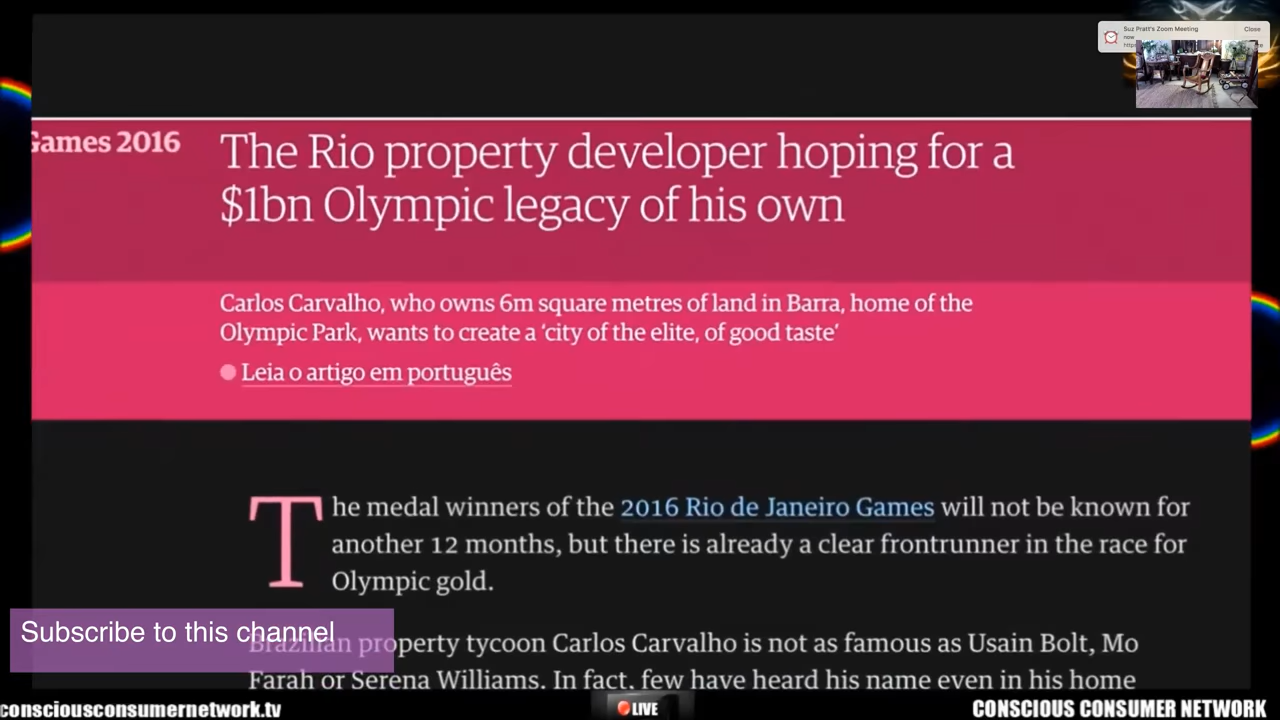 Suz Pratt's Zoom Meeting
Close
now
Games 2016
The Rio property developer hoping for a
$1bn Olympic legacy of his own
Carlos Carvalho, who owns 6m square metres of land in Barra, home of the
Olympic Park, wants to create a ‘city of the elite, of good taste’
Leia o artigo em português
The medal winners of the 2016 Rio de Janeiro Games will not be known for
another 12 months, but there is already a clear frontrunner in the race for
Olympic gold.
Subscribe to this channel
Brazilian property tycoon Carlos Carvalho is not as famous as Usain Bolt, Mo
Farah or Serena Williams. In fact, few have heard his name even in his home
consciousconsumernetwork.tv
LIVE
CONSCIOUS CONSUMER NETWORK